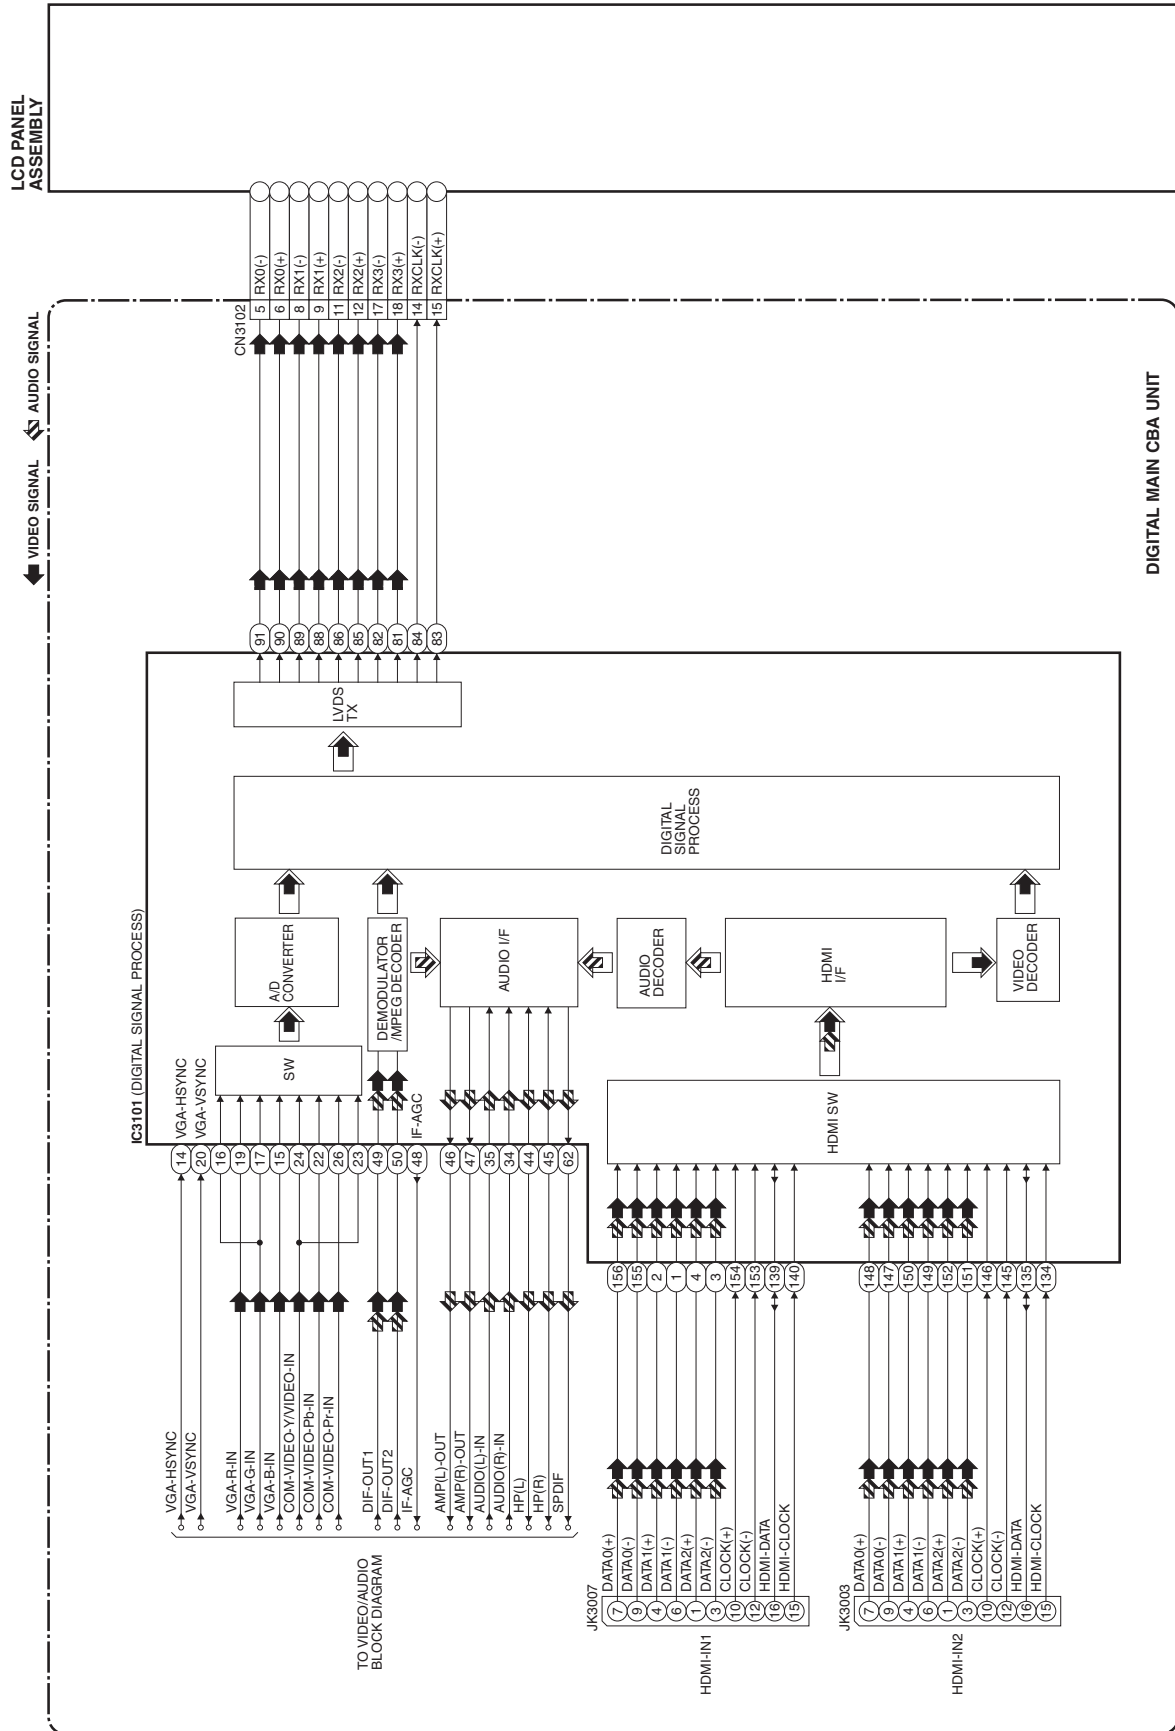 LCD PANEL
ASSEMBLY
VIDEO SIGNAL
AUDIO SIGNAL
DIGITAL MAIN CBA UNIT
CN3102
5 RX0(-)
6 RX0(+)
8 RX1(-)
9 RX1(+)
11 RX2(-)
12 RX2(+)
17 RX3(-)
18 RX3(+)
14 RXCLK(-)
15 RXCLK(+)
91
90
89
88
86
85
82
81
84
83
LVDS
TX
DIGITAL
SIGNAL
PROCESS
IC3101 (DIGITAL SIGNAL PROCESS)
A/D
CONVERTER
DEMODULATOR
/MPEG DECODER
AUDIO I/F
AUDIO
DECODER
HDMI
I/F
VIDEO
DECODER
SW
HDMI SW
VGA-HSYNC
VGA-VSYNC
IF-AGC
14
20
16
19
17
15
24
22
26
23
49
50
48
46
47
35
34
44
45
62
156
155
2
1
4
3
154
153
139
140
148
147
150
149
152
151
146
145
135
134
VGA-HSYNC
VGA-VSYNC
VGA-R-IN
VGA-G-IN
VGA-B-IN
COM-VIDEO-Y/VIDEO-IN
COM-VIDEO-Pb-IN
COM-VIDEO-Pr-IN
DIF-OUT1
DIF-OUT2
IF-AGC
AMP(L)-OUT
AMP(R)-OUT
AUDIO(L)-IN
AUDIO(R)-IN
HP(L)
HP(R)
SPDIF
TO VIDEO/AUDIO
BLOCK DIAGRAM
JK3007
7 DATA0(+)
9 DATA0(-)
4 DATA1(+)
6 DATA1(-)
1 DATA2(+)
3 DATA2(-)
10 CLOCK(+)
12 CLOCK(-)
16 HDMI-DATA
15 HDMI-CLOCK
HDMI-IN1
JK3003
7 DATA0(+)
9 DATA0(-)
4 DATA1(+)
6 DATA1(-)
1 DATA2(+)
3 DATA2(-)
10 CLOCK(+)
12 CLOCK(-)
16 HDMI-DATA
15 HDMI-CLOCK
HDMI-IN2